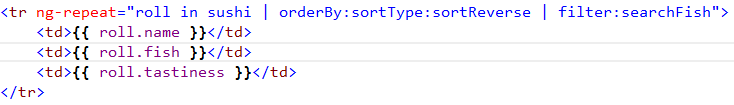 <tr ng-repeat="roll in sushi | orderBy:sortType:sortReverse | filter:searchFish">
    <td>{{ roll.name }}</td>
    <td>{{ roll.fish }}</td>
    <td>{{ roll.tastiness }}</td>
</tr>